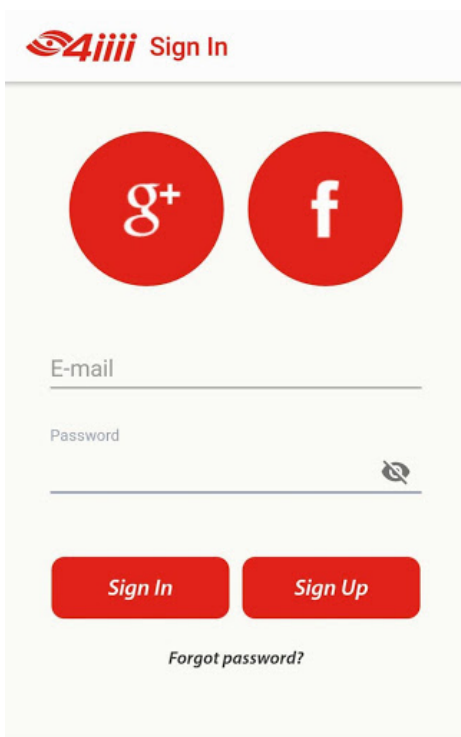 4iiii Sign In
g+ f
E-mail
Password
Sign In Sign Up
Forgot password?